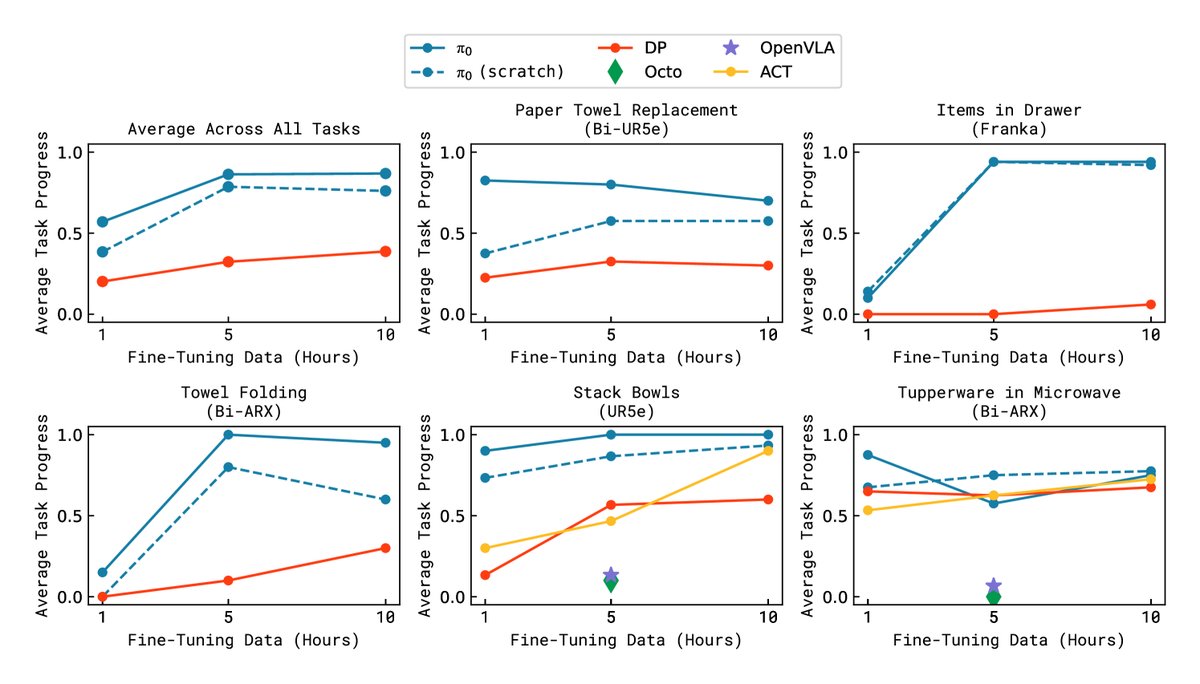 π₀
π₀ (scratch)
DP
Octo
OpenVLA
ACT
Average Across All Tasks
Average Task Progress
1.0
0.5
0.0
1 5 10
Fine-Tuning Data (Hours)
Paper Towel Replacement
(Bi-UR5e)
Average Task Progress
1.0
0.5
0.0
1 5 10
Fine-Tuning Data (Hours)
Items in Drawer
(Franka)
Average Task Progress
1.0
0.5
0.0
1 5 10
Fine-Tuning Data (Hours)
Towel Folding
(Bi-ARX)
Average Task Progress
1.0
0.5
0.0
1 5 10
Fine-Tuning Data (Hours)
Stack Bowls
(UR5e)
Average Task Progress
1.0
0.5
0.0
1 5 10
Fine-Tuning Data (Hours)
Tupperware in Microwave
(Bi-ARX)
Average Task Progress
1.0
0.5
0.0
1 5 10
Fine-Tuning Data (Hours)